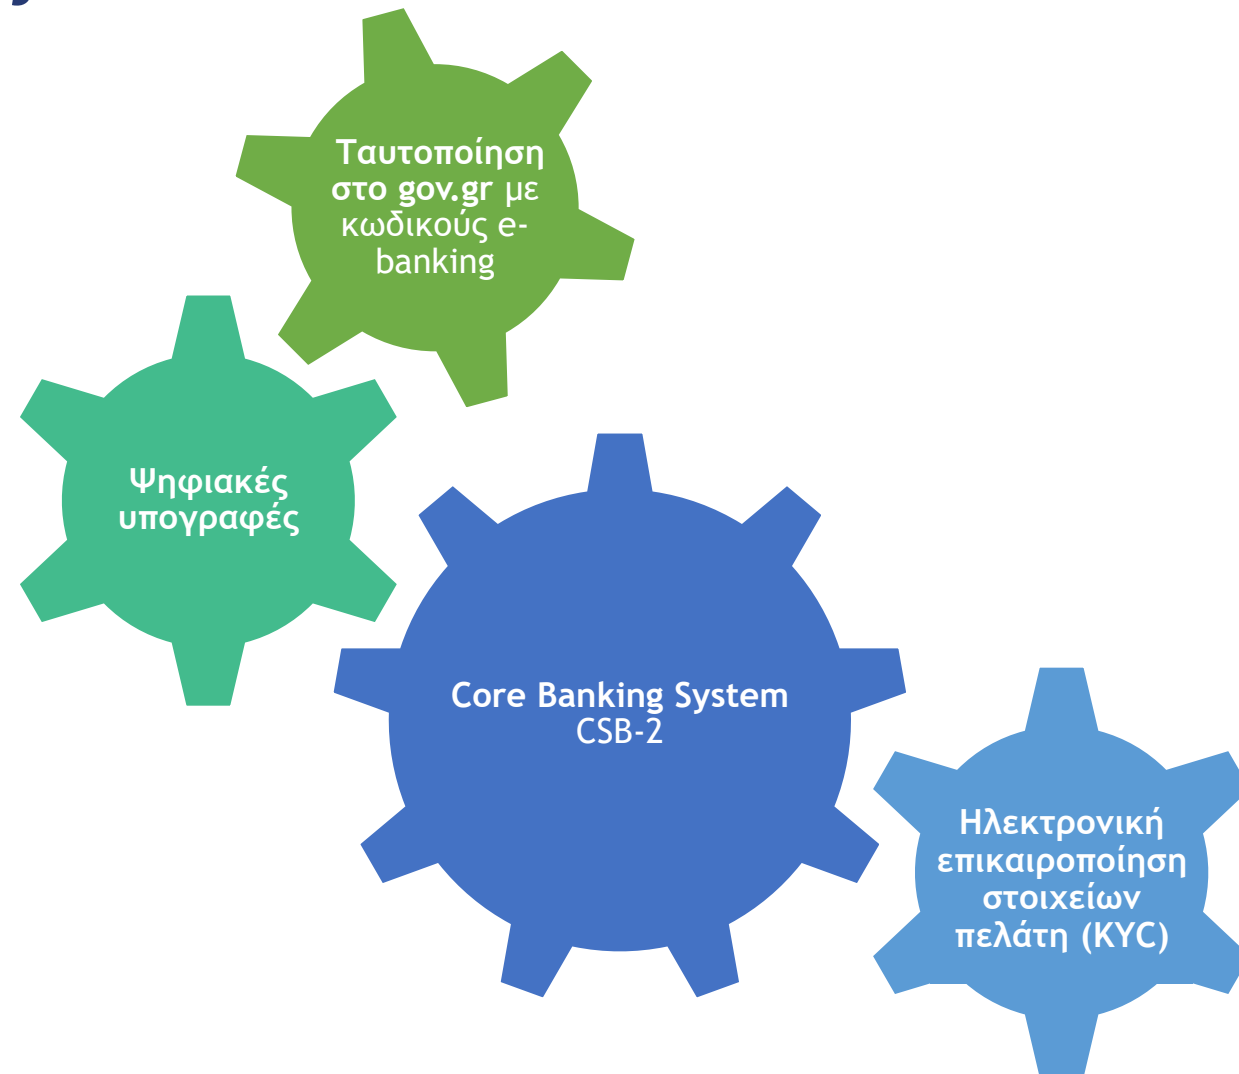 Ταυτοποίηση
στο gov.gr με
κωδικούς e-
banking
Ψηφιακές
υπογραφές
Core Banking System
CSB-2
Ηλεκτρονική
επικαιροποίηση
στοιχείων
πελάτη (KYC)